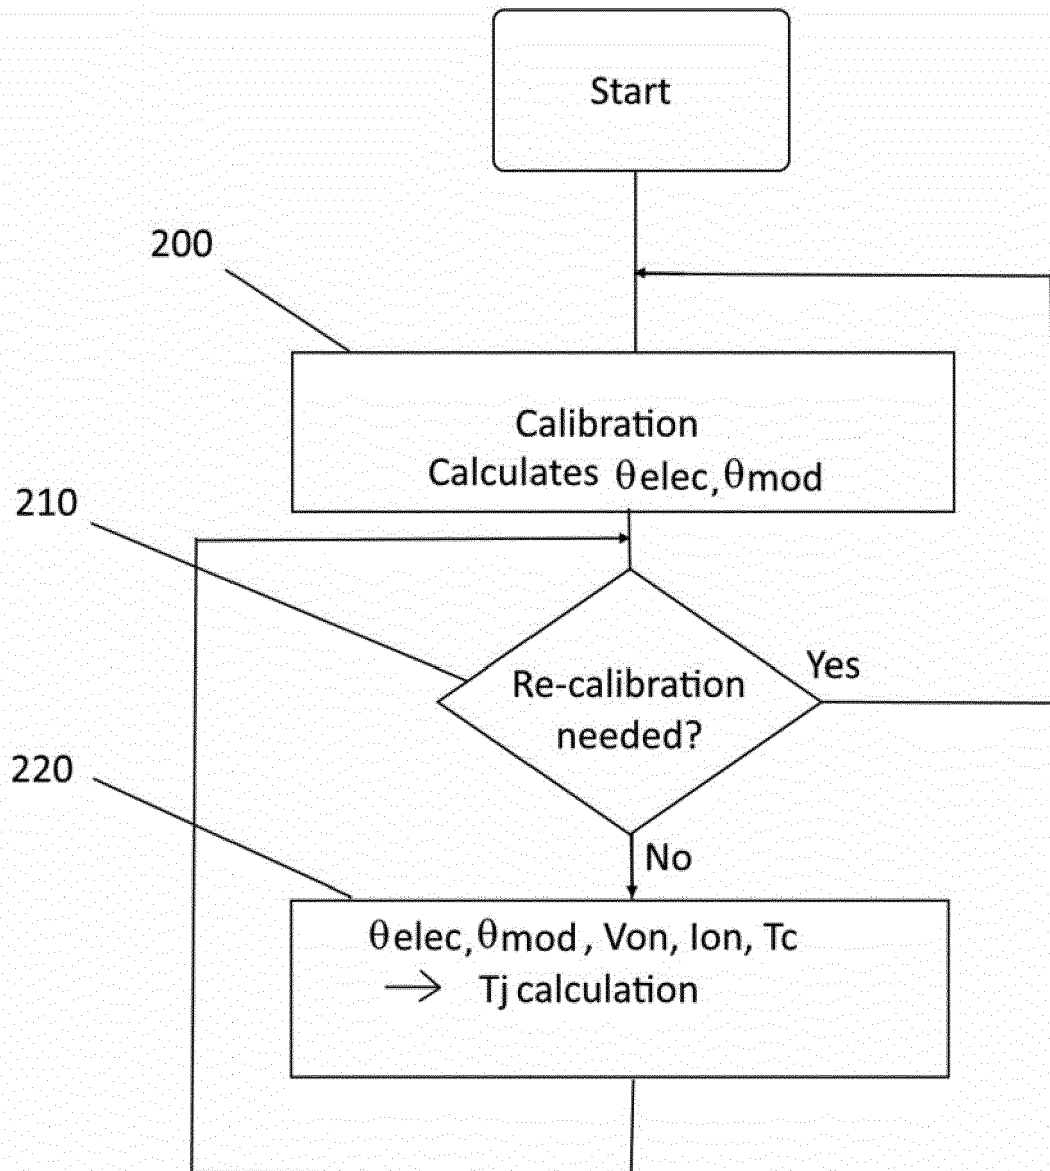 Start
200
Calibration
Calculates θelec,θmod
210
Re-calibration
needed?
Yes
220
No
θelec,θmod, Von, Ion, Tc
→ Tj calculation